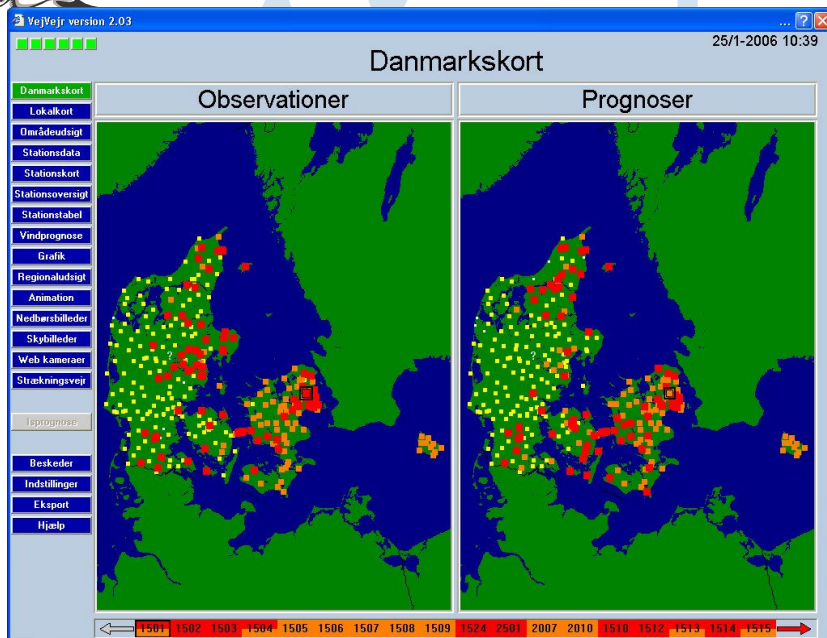 VejVejr version 2.03
25/1-2006 10:39
Danmarkskort
Observationer
Prognoser
Danmarkskort
Lokalkort
Områdeudsigt
Stationsdata
Stationskort
Stationsoversigt
Stationstabel
Vindprognose
Grafik
Regionaludsigt
Animation
Nedbørsbilleder
Skybilleder
Web kameraer
Strækningsvejr
Isprognose
Beskeder
Indstillinger
Eksport
Hjælp
?
?
1501 1502 1503 1504 1505 1506 1507 1508 1509 1524 2501 2007 2010 1510 1512 1513 1514 1515